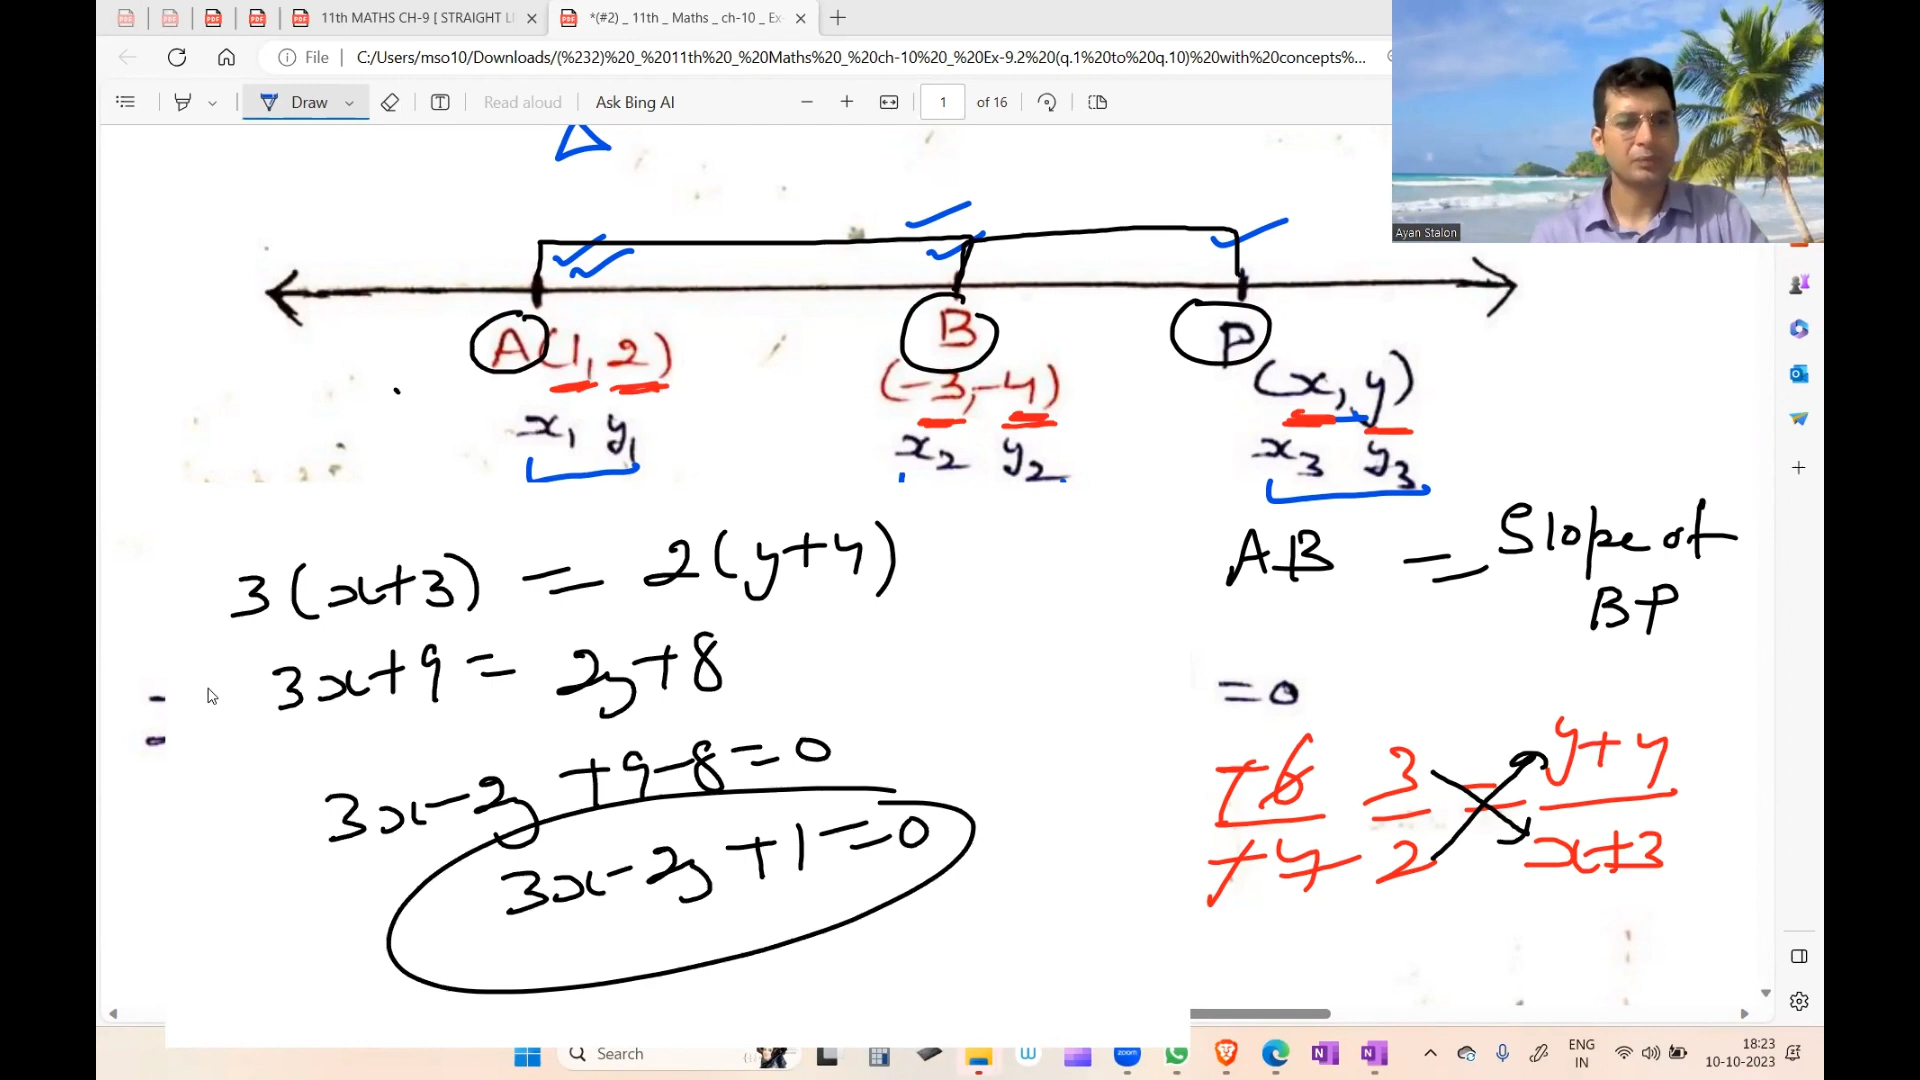 11th MATHS CH-9 [ STRAIGHT LI
*(#2) _ 11th _ Maths _ ch-10 _ Ex-
File
C:/Users/mso10/Downloads/(%232)%20_%2011th%20_%20Maths%20_%20ch-10%20_%20Ex-9.2%20(q.1%20to%20q.10)%20with%20concepts%...
Draw
Read aloud
Ask Bing AI
1 of 16
Ayan Stalon
A(1, 2)
B
P
(-3,-4)
(x, y)
x₁ y₁
x₂ y₂
x₃ y₃
3(x+3) = 2(y+4)
3x+9 = 2y+8
3x-2y+9-8=0
3x-2y+1=0
AB = Slope of
BP
=0
+6 3 = y+4
+4 2 x+3
Search
zoom
ENG
IN
18:23
10-10-2023